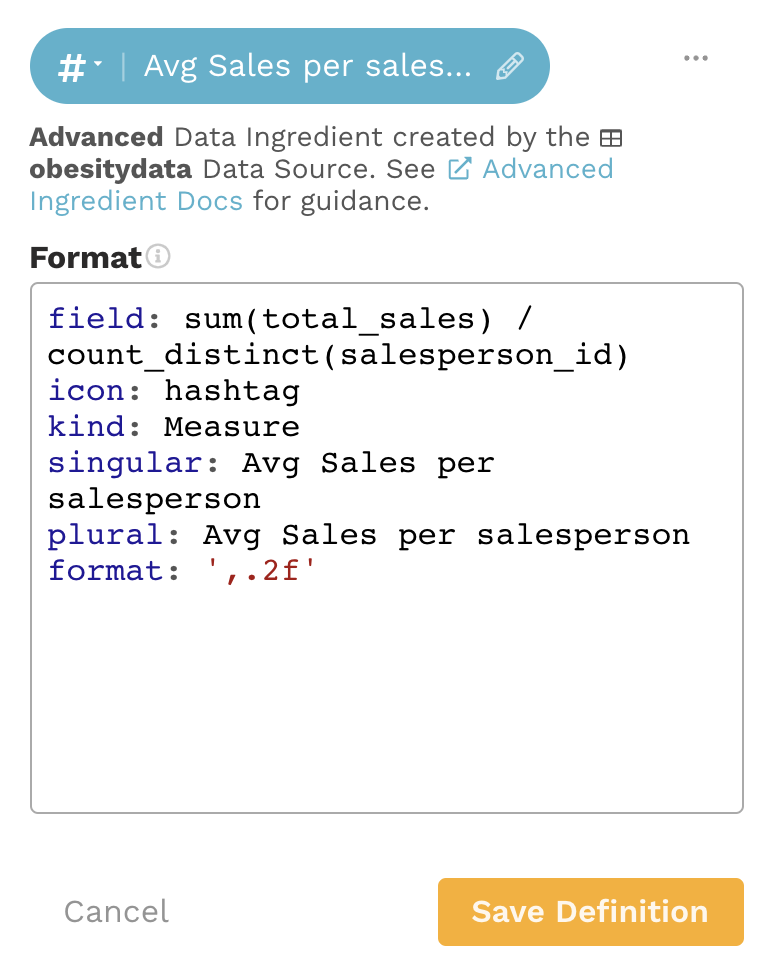 # | Avg Sales per sales...
Advanced Data Ingredient created by the
obesitydata Data Source. See Advanced
Ingredient Docs for guidance.
Format
field: sum(total_sales) /
count_distinct(salesperson_id)
icon: hashtag
kind: Measure
singular: Avg Sales per
salesperson
plural: Avg Sales per salesperson
format: ',.2f'
Cancel
Save Definition